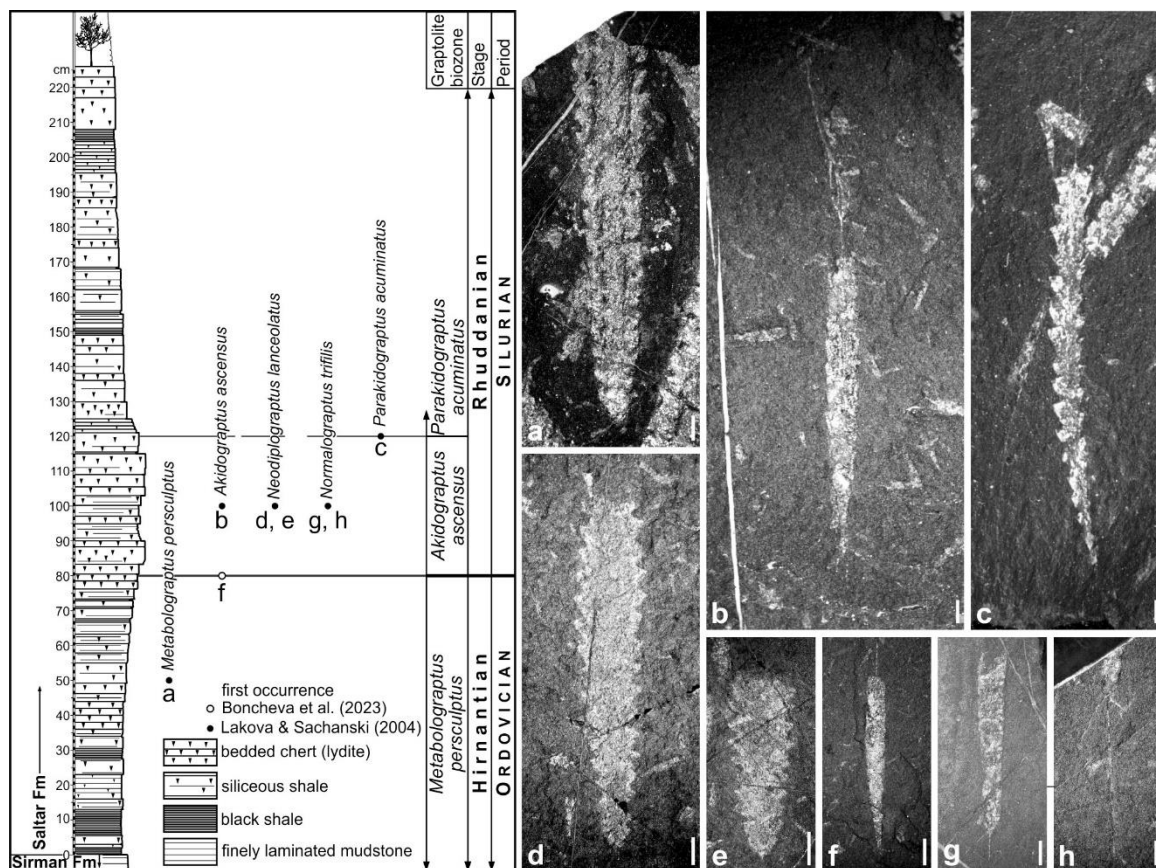 Graptolite biozone
Stage
Period
cm
220
210
200
190
180
170
160
150
140
130
120
110
100
90
80
70
60
50
40
30
20
10
0
Saltar Fm
Sirman Fm
Metabolograptus persculptus
a
Akidograptus ascensus
b
Neodiplograptus lanceolatus
d, e
Normalograptus trifilis
g, h
Parakidograptus acuminatus
c
f
Parakidograptus
acuminatus
Akidograptus
ascensus
Metabolograptus
persculptus
Rhuddanian
Hirnantian
SILURIAN
ORDOVICIAN
first occurrence
Boncheva et al. (2023)
Lakova & Sachanski (2004)
bedded chert (lydite)
siliceous shale
black shale
finely laminated mudstone
a
b
c
d
e
f
g
h